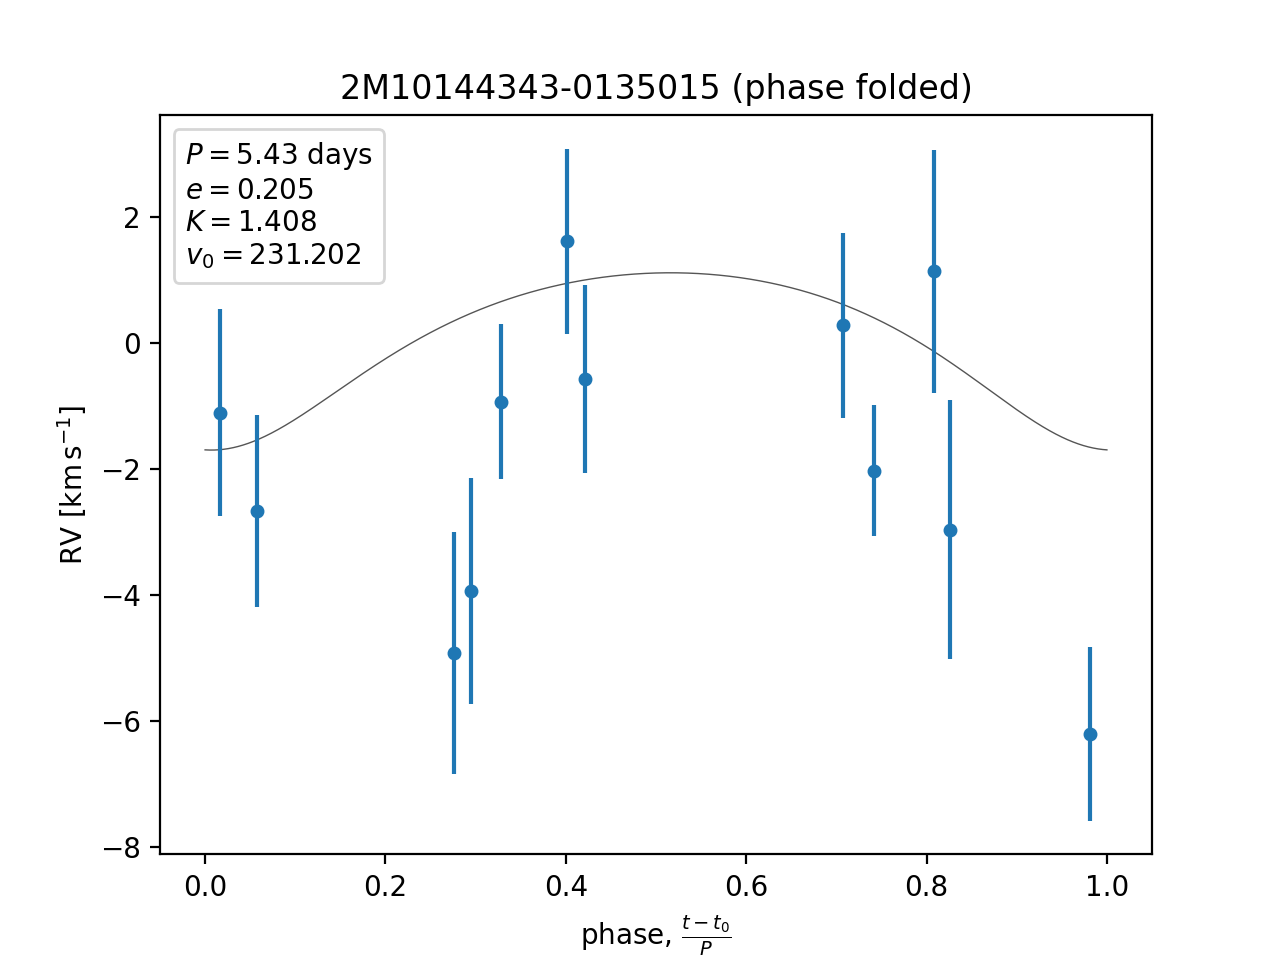 2M10144343-0135015 (phase folded)
P = 5.43 days
e = 0.205
K = 1.408
v₀ = 231.202
RV [km s⁻¹]
2
0
−2
−4
−6
−8
0.0 0.2 0.4 0.6 0.8 1.0
phase, (t − t₀)/P